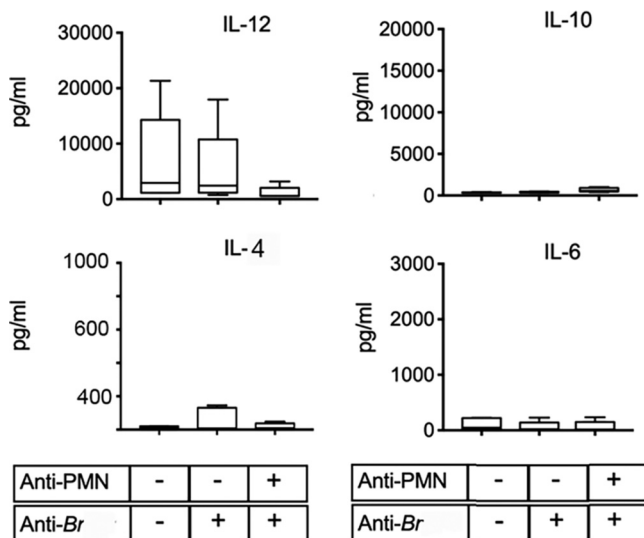 IL-12
pg/ml
30000
20000
10000
0
IL-10
pg/ml
20000
15000
5000
0
IL-4
pg/ml
1000
600
400
IL-6
pg/ml
3000
2000
1000
0
Anti-PMN - - +
Anti-Br - + +
Anti-PMN - - +
Anti-Br - + +